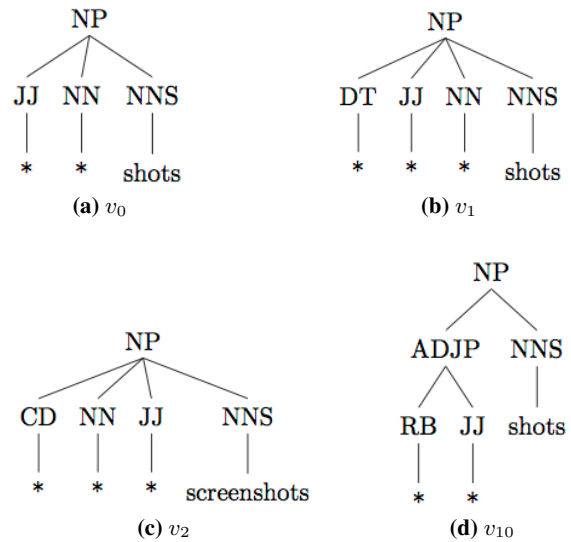 NP
JJ NN NNS
* * shots
(a) v₀
NP
DT JJ NN NNS
* * * shots
(b) v₁
NP
CD NN JJ NNS
* * * screenshots
(c) v₂
NP
ADJP NNS
RB JJ shots
* *
(d) v₁₀